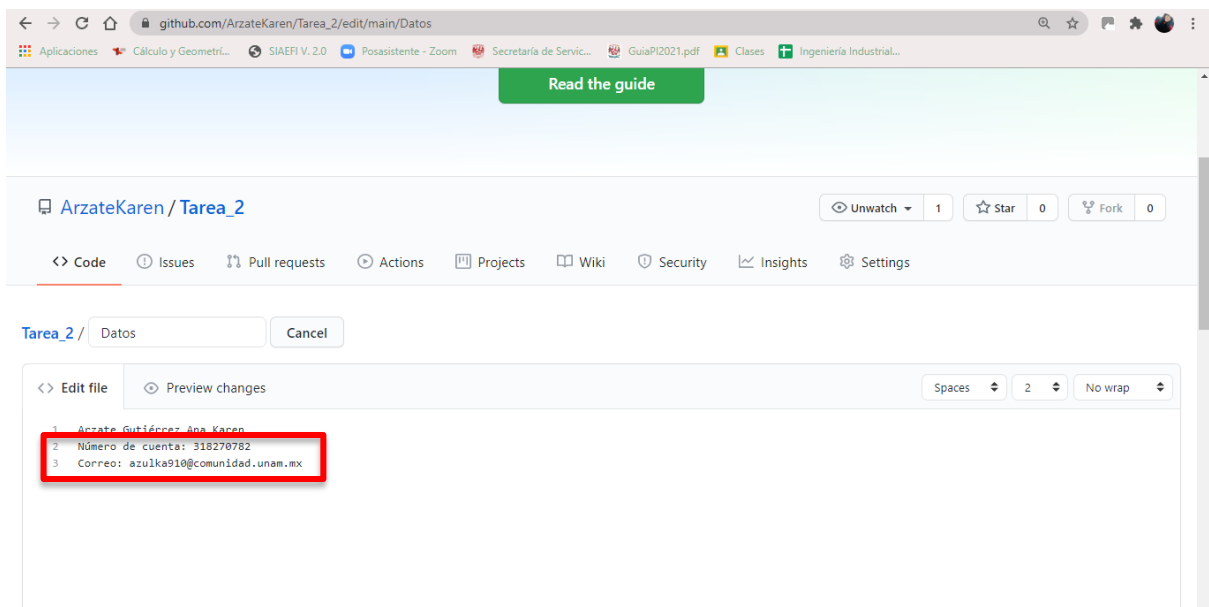 github.com/ArzateKaren/Tarea_2/edit/main/Datos
Aplicaciones Cálculo y Geometrí... SIAEFI V. 2.0 Posasistente - Zoom Secretaría de Servic... GuiaPI2021.pdf Clases Ingeniería Industrial...
Read the guide
ArzateKaren / Tarea_2 Unwatch 1 Star 0 Fork 0
<> Code Issues Pull requests Actions Projects Wiki Security Insights Settings
Tarea_2 / Datos Cancel
<> Edit file Preview changes Spaces 2 No wrap
1 Arzate Gutiérrez Ana Karen
2 Número de cuenta: 318270782
3 Correo: azulka910@comunidad.unam.mx